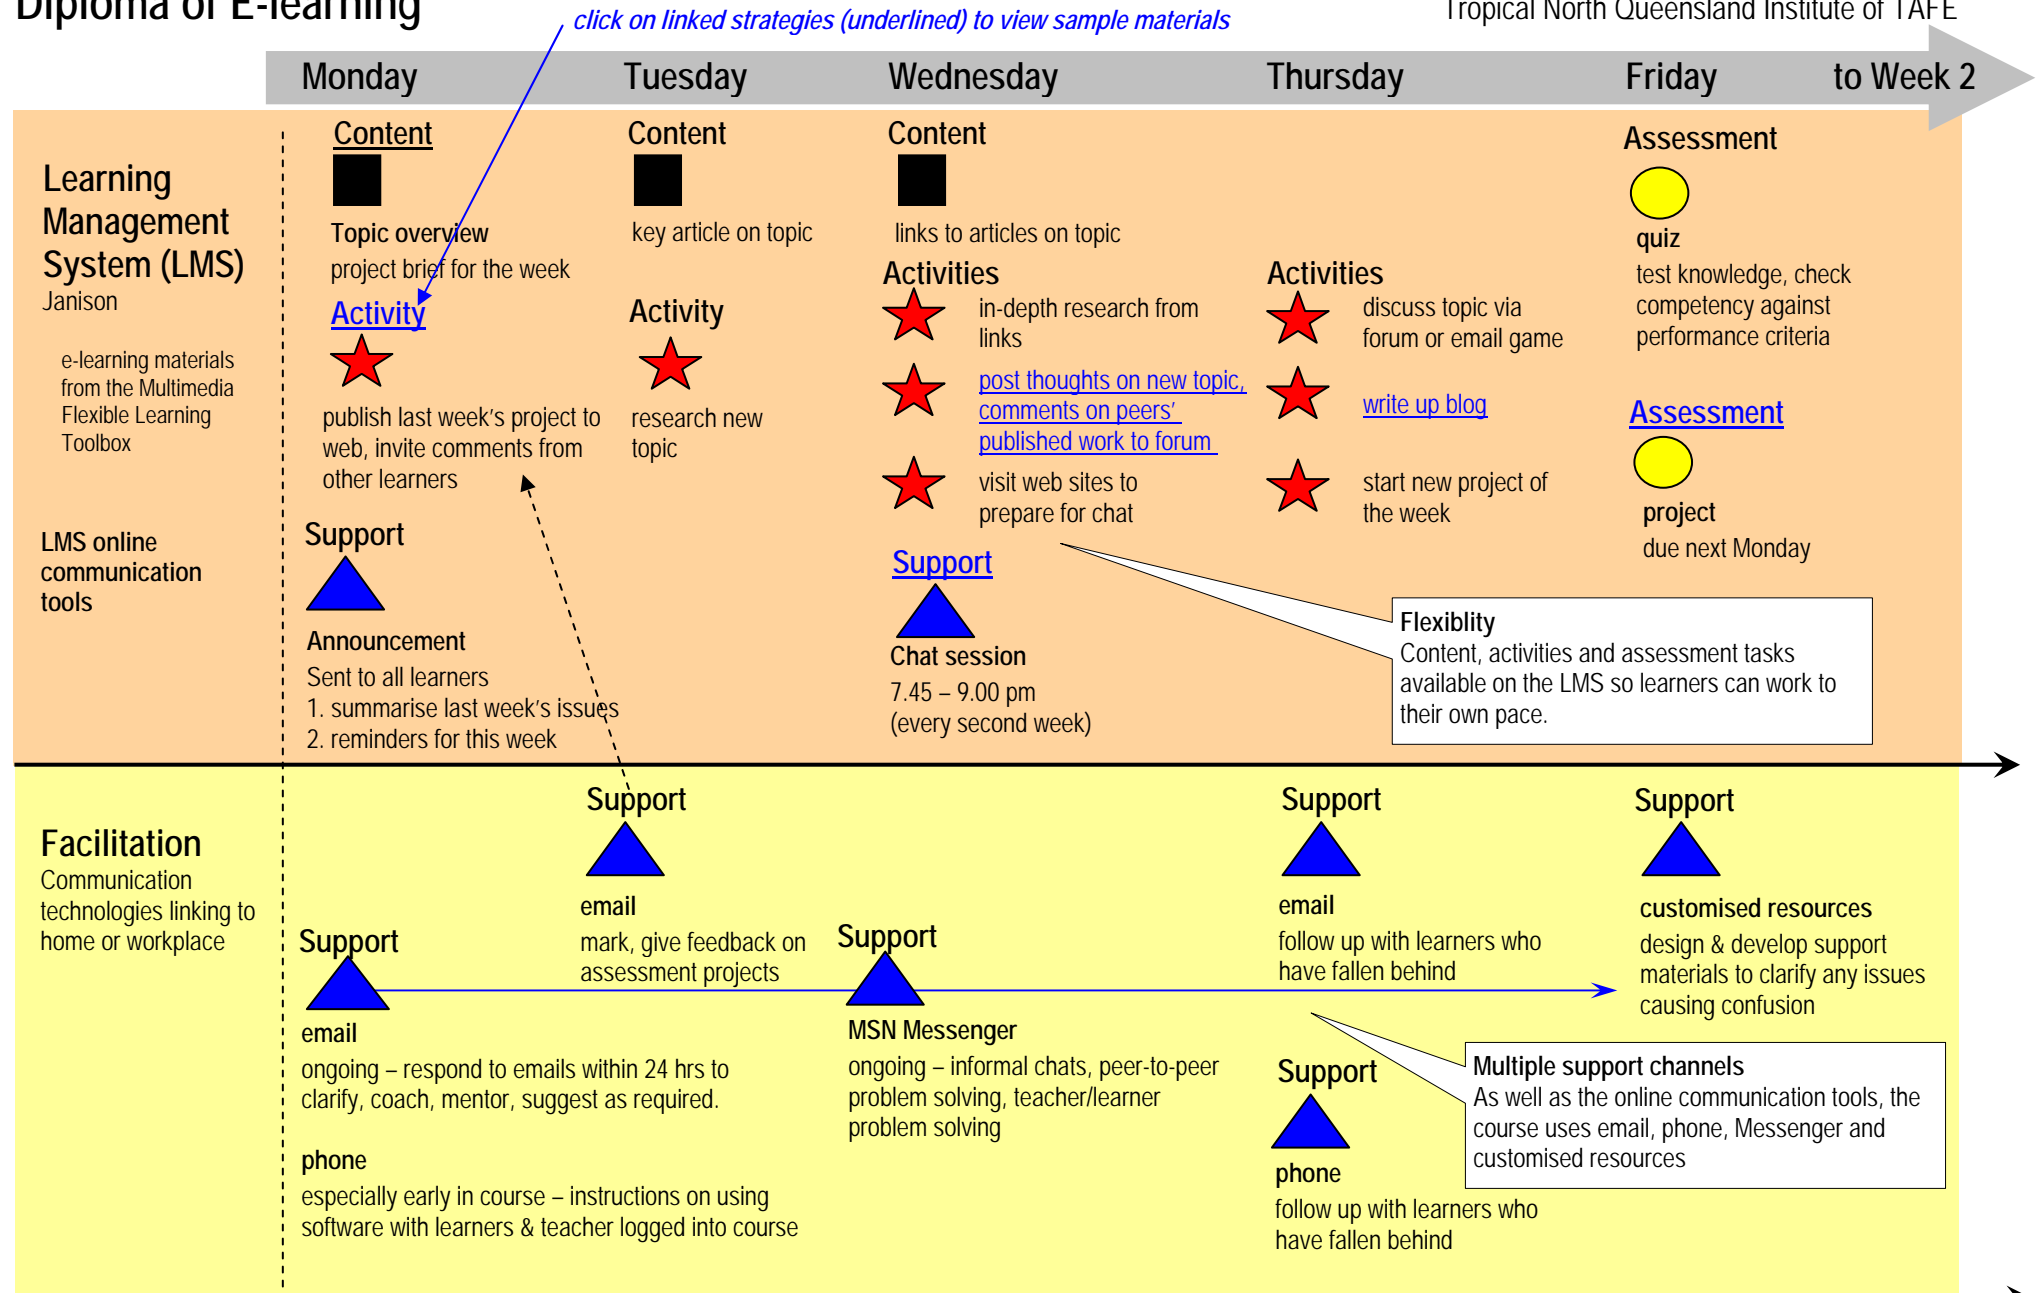 Diploma of E-learning
click on linked strategies (underlined) to view sample materials
Tropical North Queensland Institute of TAFE
Monday
Tuesday
Wednesday
Thursday
Friday
to Week 2
Learning
Management
System (LMS)
Janison
e-learning materials
from the Multimedia
Flexible Learning
Toolbox
LMS online
communication
tools
Content
Topic overview
project brief for the week
Activity
publish last week's project to
web, invite comments from
other learners
Support
Announcement
Sent to all learners
1. summarise last week's issues
2. reminders for this week
Content
key article on topic
Activity
research new
topic
Content
links to articles on topic
Activities
in-depth research from
links
post thoughts on new topic,
comments on peers'
published work to forum
visit web sites to
prepare for chat
Support
Chat session
7.45 – 9.00 pm
(every second week)
Activities
discuss topic via
forum or email game
write up blog
start new project of
the week
Assessment
quiz
test knowledge, check
competency against
performance criteria
Assessment
project
due next Monday
Flexiblity
Content, activities and assessment tasks
available on the LMS so learners can work to
their own pace.
Facilitation
Communication
technologies linking to
home or workplace
Support
email
ongoing – respond to emails within 24 hrs to
clarify, coach, mentor, suggest as required.
phone
especially early in course – instructions on using
software with learners & teacher logged into course
Support
email
mark, give feedback on
assessment projects
Support
MSN Messenger
ongoing – informal chats, peer-to-peer
problem solving, teacher/learner
problem solving
Support
email
follow up with learners who
have fallen behind
Support
phone
follow up with learners who
have fallen behind
Support
customised resources
design & develop support
materials to clarify any issues
causing confusion
Multiple support channels
As well as the online communication tools, the
course uses email, phone, Messenger and
customised resources